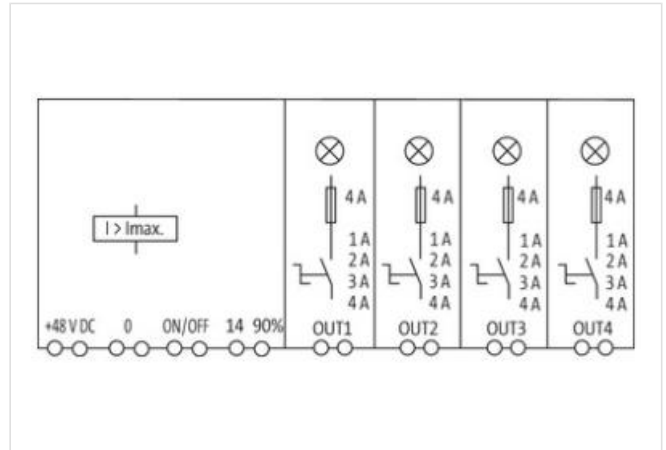 I > Imax.
+48 V DC 0 ON/OFF 14 90%
4 A
1 A
2 A
3 A
4 A
OUT1
4 A
1 A
2 A
3 A
4 A
OUT2
4 A
1 A
2 A
3 A
4 A
OUT3
4 A
1 A
2 A
3 A
4 A
OUT4